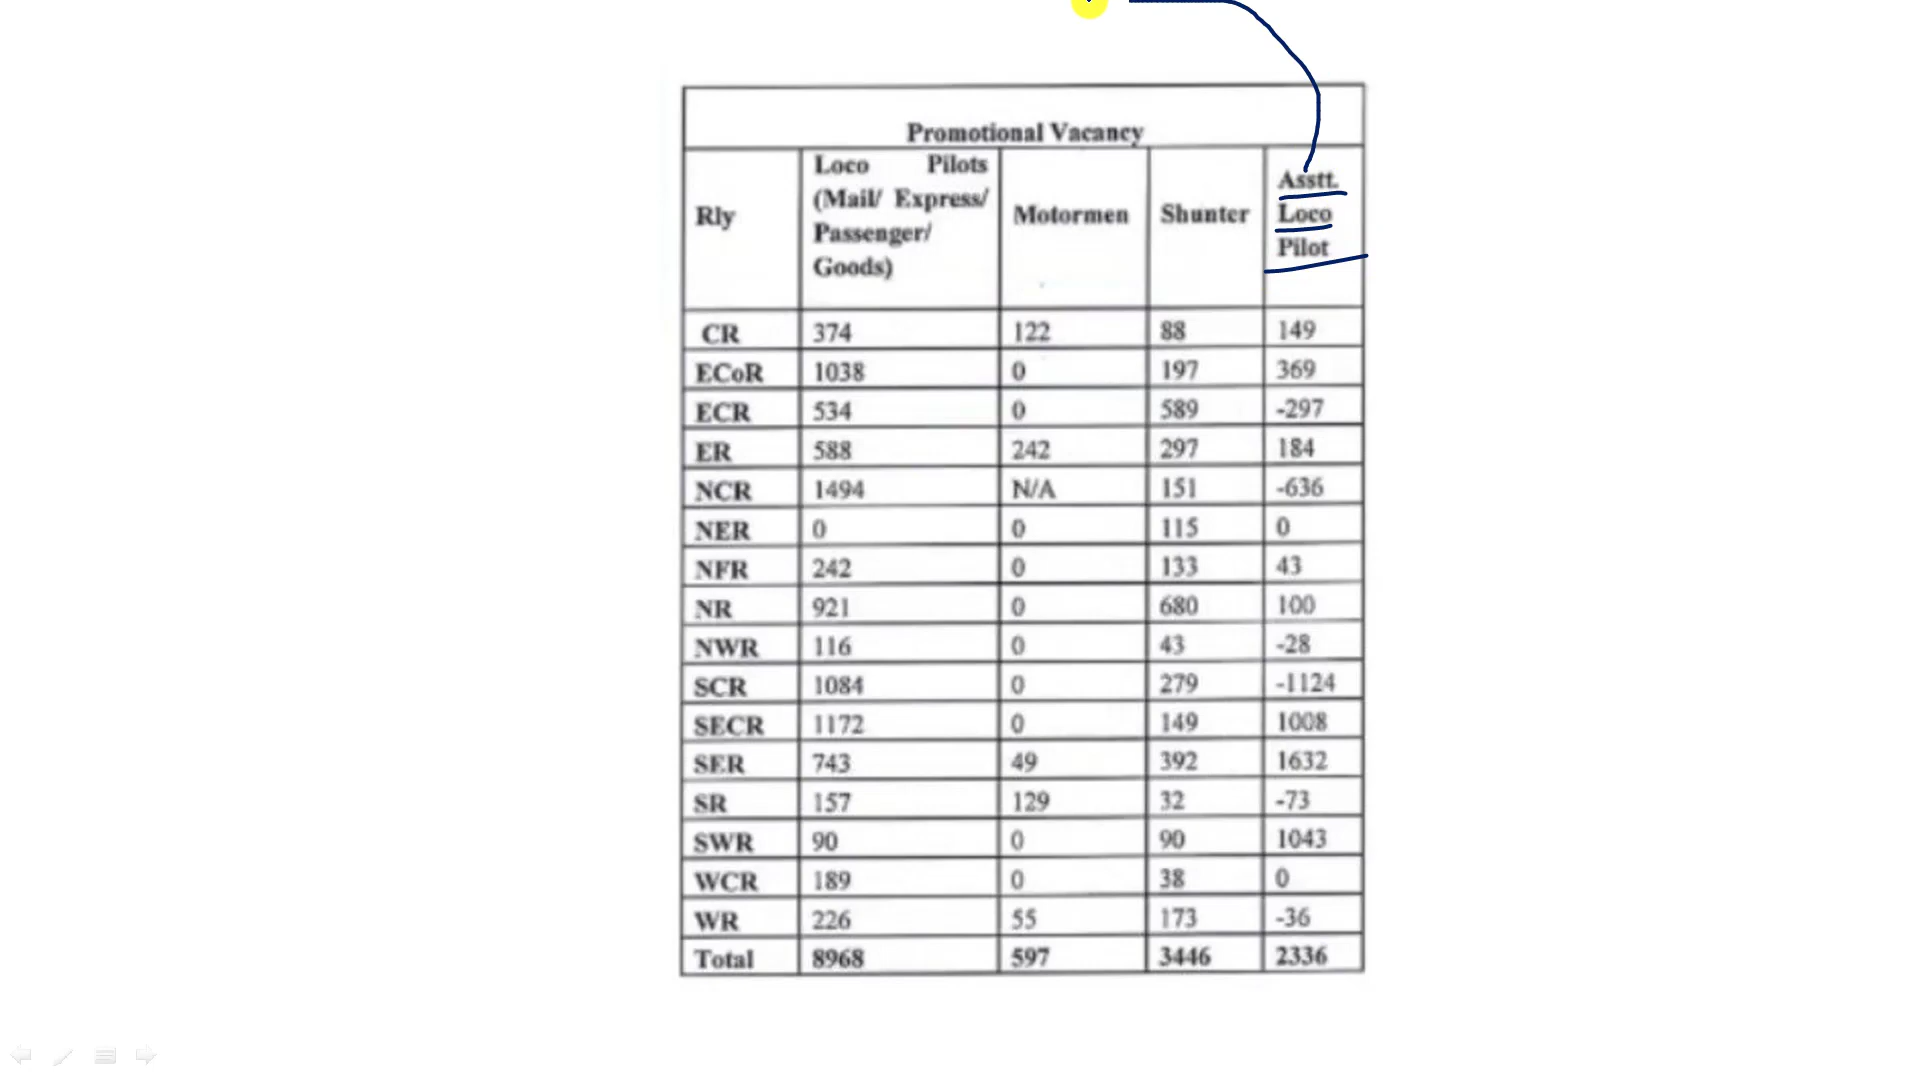 Promotional Vacancy
Rly Loco Pilots (Mail/ Express/ Passenger/ Goods) Motormen Shunter Asstt. Loco Pilot
CR 374 122 88 149
ECoR 1038 0 197 369
ECR 534 0 589 -297
ER 588 242 297 184
NCR 1494 N/A 151 -636
NER 0 0 115 0
NFR 242 0 133 43
NR 921 0 680 100
NWR 116 0 43 -28
SCR 1084 0 279 -1124
SECR 1172 0 149 1008
SER 743 49 392 1632
SR 157 129 32 -73
SWR 90 0 90 1043
WCR 189 0 38 0
WR 226 55 173 -36
Total 8968 597 3446 2336